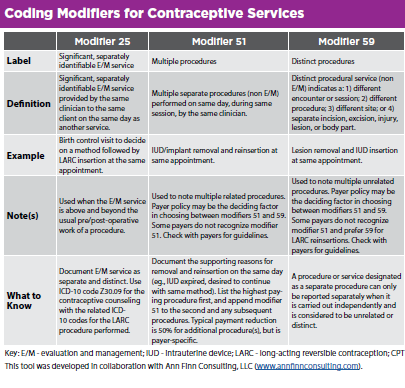 Coding Modifiers for Contraceptive Services
Modifier 25
Modifier 51
Modifier 59
Label
Significant, separately
identifiable E/M service
Multiple procedures
Distinct procedures
Definition
Significant, separately
identifiable E/M service
provided by the same
clinician to the same
client on the same day as
another service.
Multiple separate procedures (non E/M)
performed on same day, during
same session, by the same clinician.
Distinct procedural service (non
E/M) indicates a: 1) different
encounter or session; 2) different
procedure; 3) different site; or 4)
separate incision, excision, injury,
lesion, or body part.
Example
Birth control visit to decide
on a method followed by
LARC insertion at the same
appointment.
IUD/implant removal and reinsertion at
same appointment.
Lesion removal and IUD insertion
at same appointment.
Note(s)
Used when the E/M service
is above and beyond the
usual pre/post-operative
work of a procedure.
Used to note multiple related procedures.
Payer policy may be the deciding factor
in choosing between modifiers 51 and 59.
Some payers do not recognize modifier
51. Check with payers for guidelines.
Used to note multiple unrelated
procedures. Payer policy may be
the deciding factor in choosing
between modifiers 51 and 59.
Some payers do not recognize
modifier 51 and prefer 59 for
LARC reinsertions. Check with
payers for guidelines.
What to
Know
Document E/M service as
separate and distinct. Use
ICD-10 code Z30.09 for the
contraceptive counseling
with the related ICD-
10 codes for the LARC
procedure performed.
Document the supporting reasons for
removal and reinsertion on the same day
(eg., IUD expired, desired to continue
with same method). List the highest pay-
ing procedure first, and append modifier
51 to the second and any subsequent
procedures. Typical payment reduction
is 50% for additional procedure(s), but is
payer-specific.
A procedure or service designated
as a separate procedure can only
be reported separately when it is
carried out independently and is
considered to be unrelated or
distinct.
Key: E/M - evaluation and management; IUD - Intrauterine device; LARC - long-acting reversible contraception; CPT
This tool was developed in collaboration with Ann Finn Consulting, LLC (www.annfinnconsulting.com).